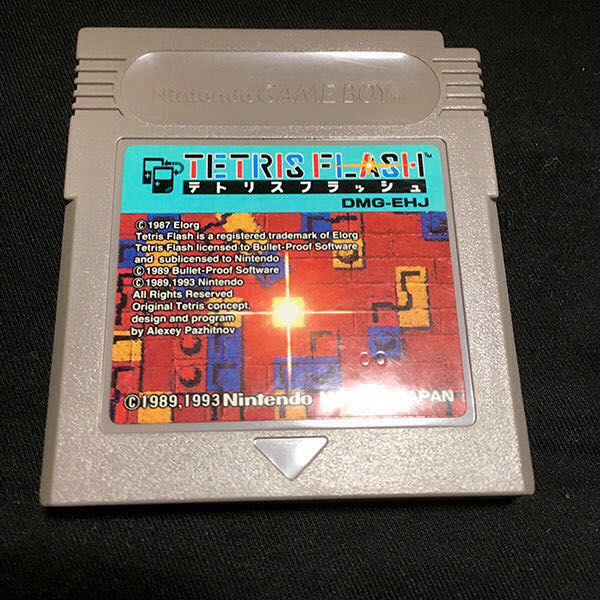 Nintendo GAME BOY TM
TETRIS FLASH TM
テトリスフラッシュ
DMG-EHJ
© 1987 Elorg
Tetris Flash is a registered trademark of Elorg
Tetris Flash licensed to Bullet-Proof Software
and sublicensed to Nintendo
© 1989 Bullet-Proof Software
© 1989,1993 Nintendo
All Rights Reserved
Original Tetris concept,
design and program
by Alexey Pazhitnov
©1989,1993 Nintendo JAPAN